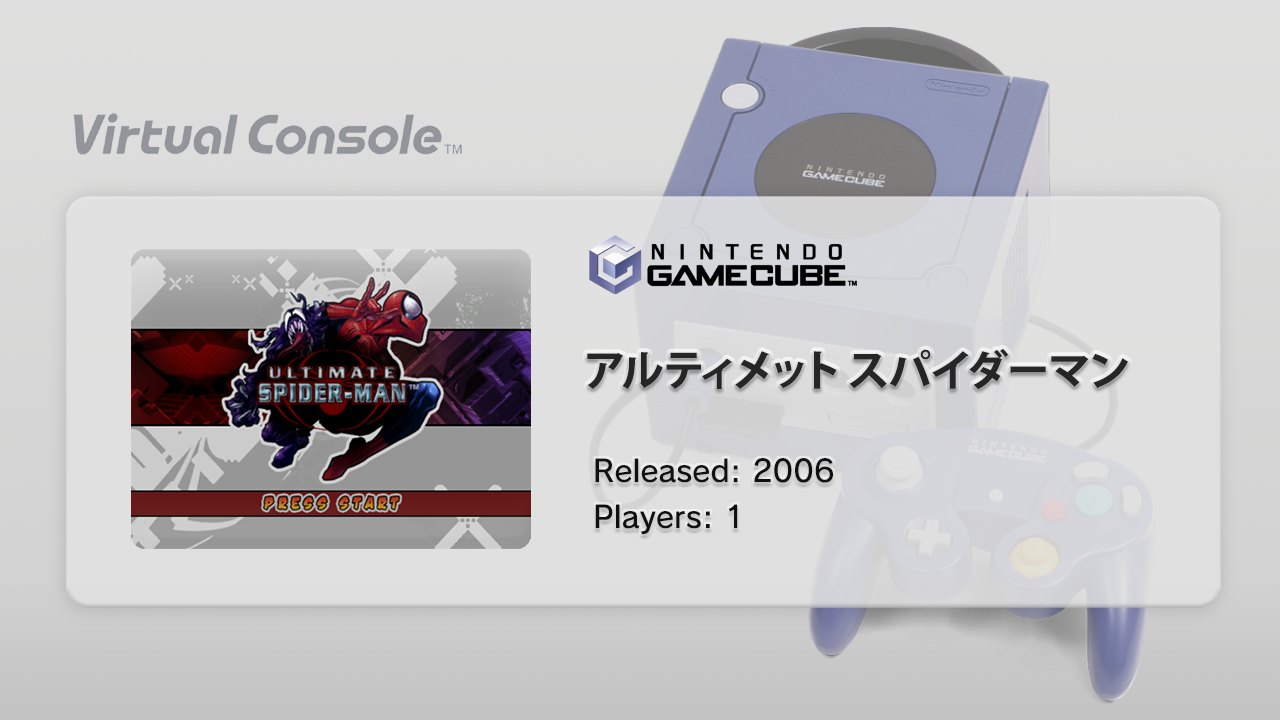 Virtual Console™
Nintendo
NINTENDO
GAMECUBE
NINTENDO
GAMECUBE™
ULTIMATE
SPIDER-MAN™
PRESS START
アルティメット スパイダーマン
Released: 2006
Players: 1
NINTENDO
GAMECUBE